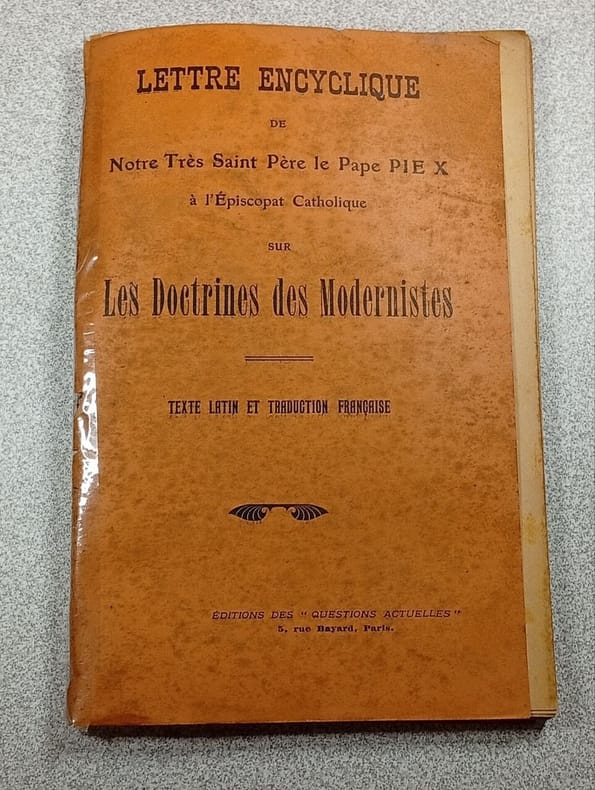 LETTRE ENCYCLIQUE
DE
Notre Très Saint Père le Pape PIE X
à l'Épiscopat Catholique
SUR
Les Doctrines des Modernistes
TEXTE LATIN ET TRADUCTION FRANÇAISE
ÉDITIONS DES " QUESTIONS ACTUELLES "
5, rue Bayard, Paris.